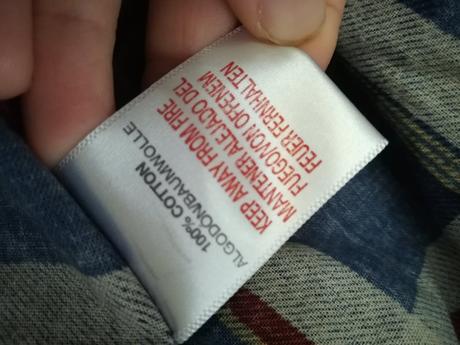 100% COTTON
ALGODON/BAUMWOLLE
KEEP AWAY FROM FIRE
MANTENER ALEJADO DEL
FUEGO/VON OFFENEM
FEUER FERNHALTEN